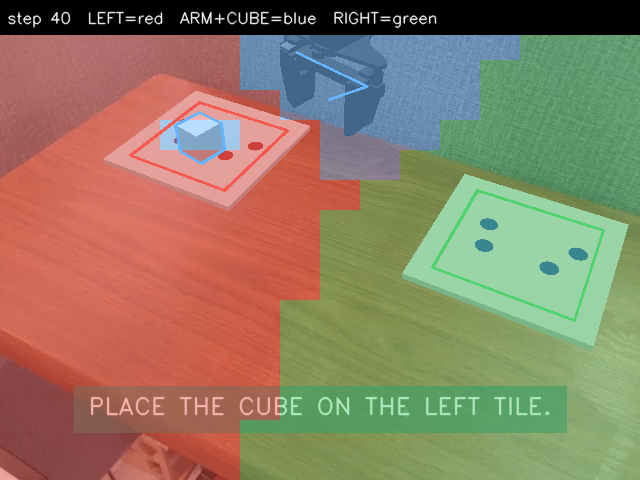 step 40 LEFT=red ARM+CUBE=blue RIGHT=green
PLACE THE CUBE ON THE LEFT TILE.